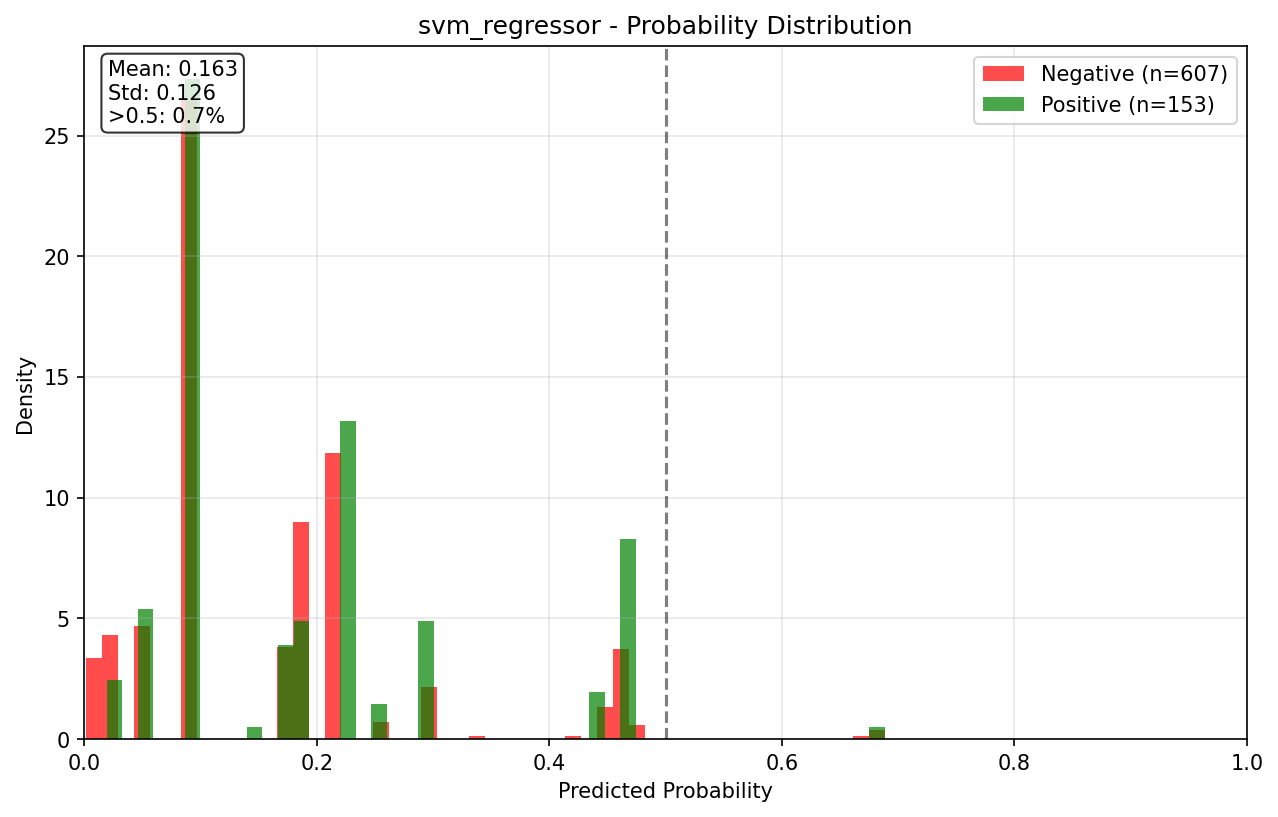 svm_regressor - Probability Distribution
Mean: 0.163
Std: 0.126
>0.5: 0.7%
Negative (n=607)
Positive (n=153)
25
20
15
10
5
0
Density
0.0 0.2 0.4 0.6 0.8 1.0
Predicted Probability